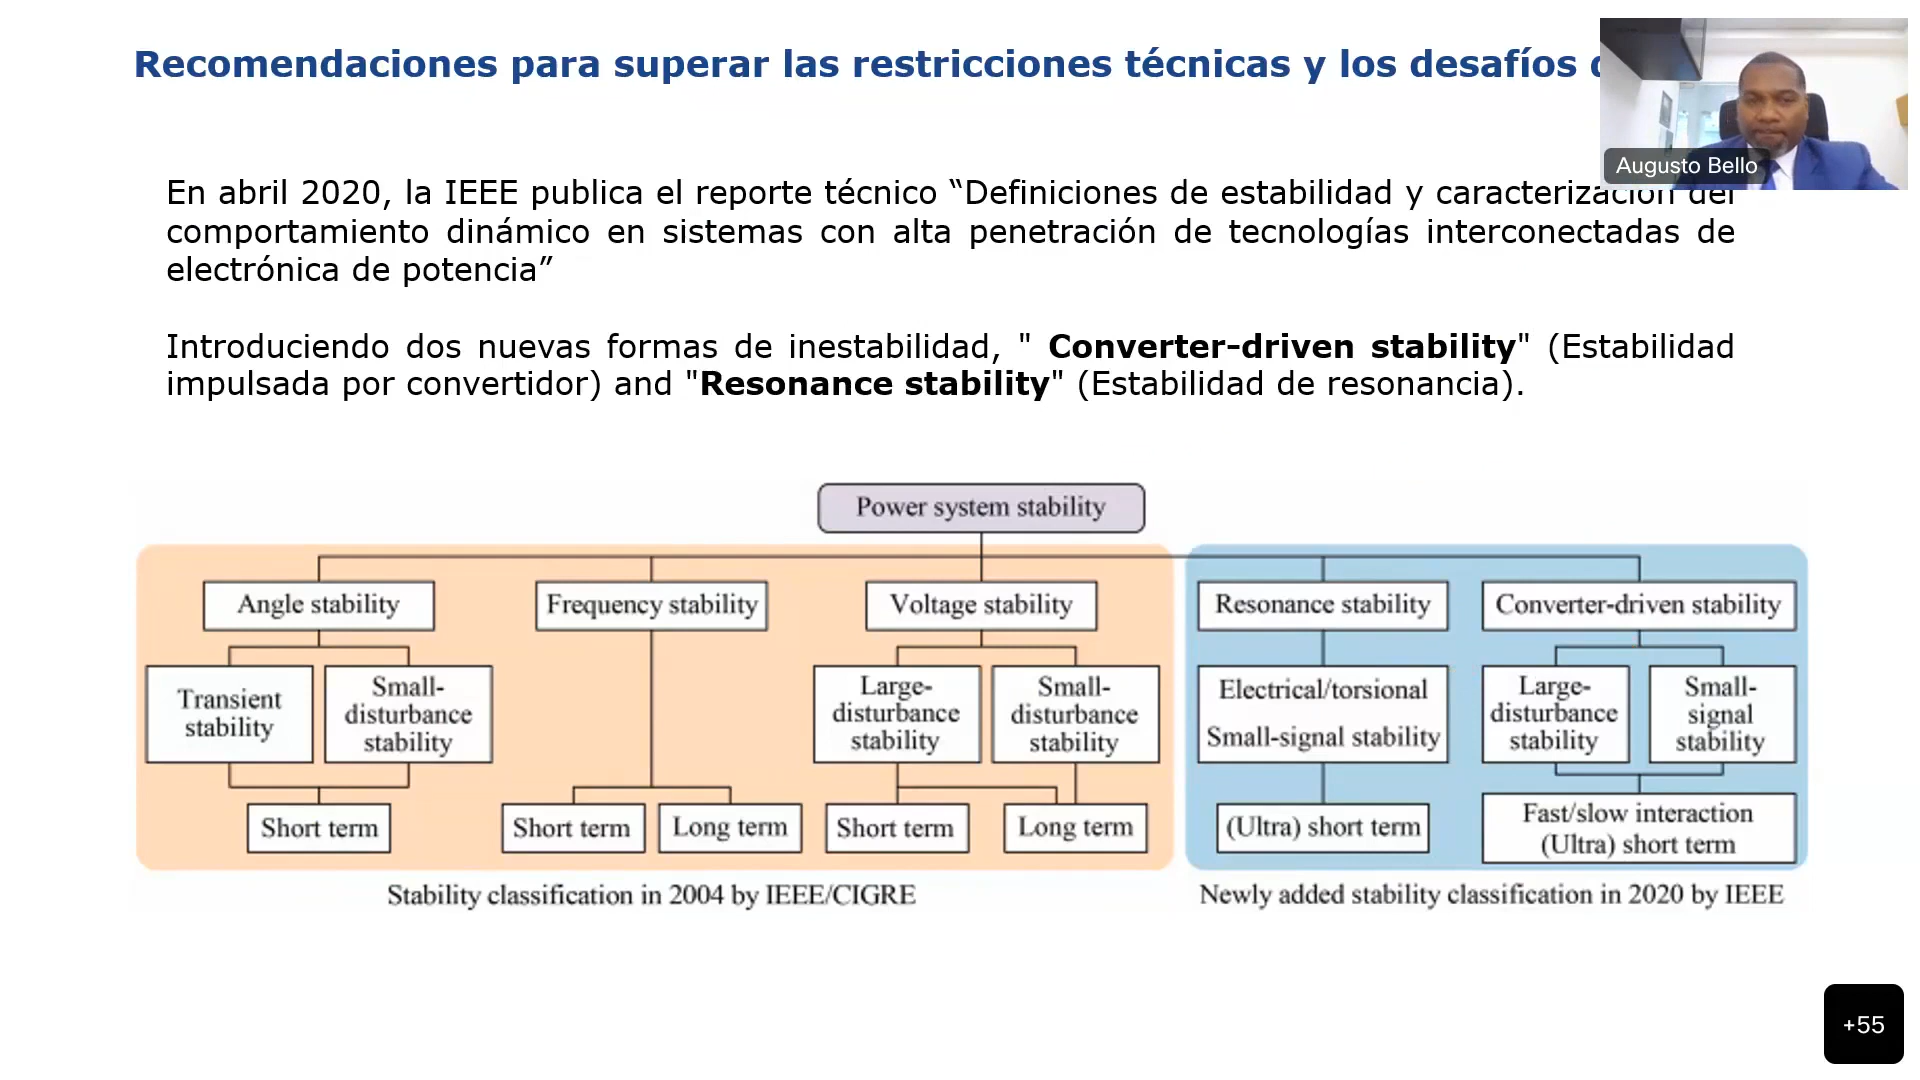 Recomendaciones para superar las restricciones técnicas y los desafíos
Augusto Bello
En abril 2020, la IEEE publica el reporte técnico “Definiciones de estabilidad y caracterización del
comportamiento dinámico en sistemas con alta penetración de tecnologías interconectadas de
electrónica de potencia”
Introduciendo dos nuevas formas de inestabilidad, " Converter-driven stability" (Estabilidad
impulsada por convertidor) and "Resonance stability" (Estabilidad de resonancia).
Power system stability
Angle stability
Frequency stability
Voltage stability
Resonance stability
Converter-driven stability
Transient
stability
Small-
disturbance
stability
Large-
disturbance
stability
Small-
disturbance
stability
Electrical/torsional
Small-signal stability
Large-
disturbance
stability
Small-
signal
stability
Short term
Short term
Long term
Short term
Long term
(Ultra) short term
Fast/slow interaction
(Ultra) short term
Stability classification in 2004 by IEEE/CIGRE
Newly added stability classification in 2020 by IEEE
+55